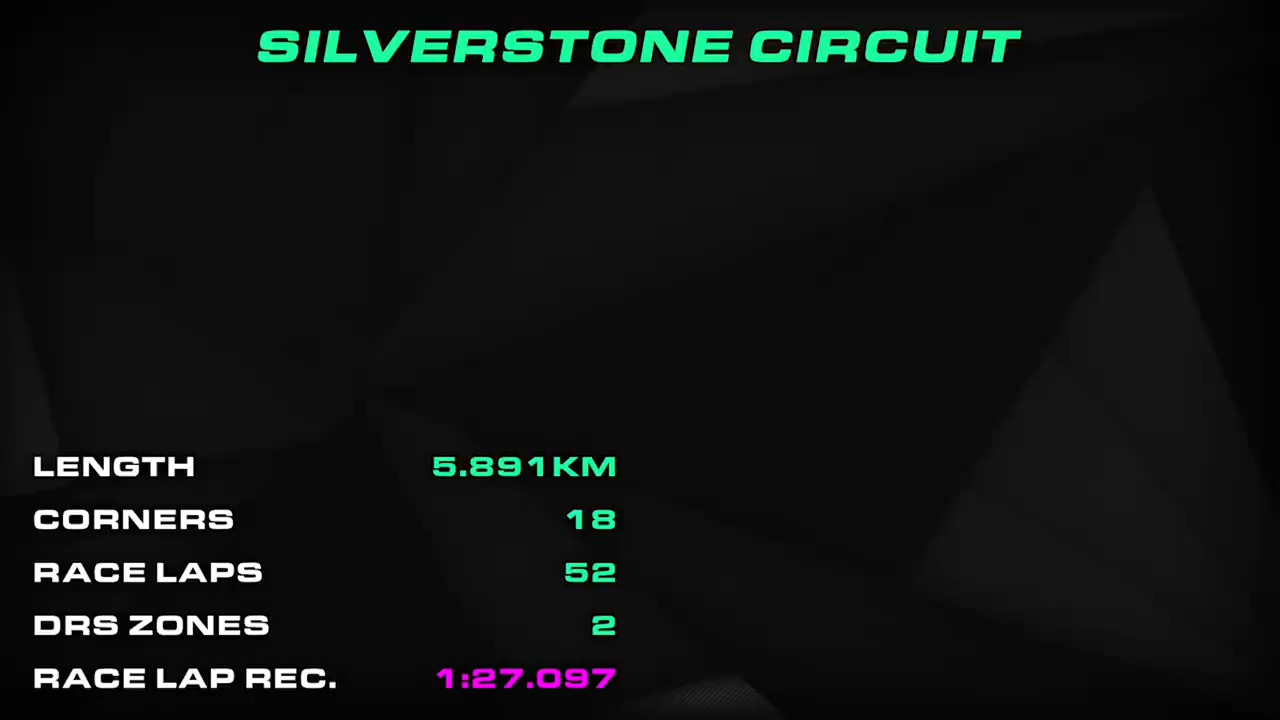 SILVERSTONE CIRCUIT
LENGTH 5.891KM
CORNERS 18
RACE LAPS 52
DRS ZONES 2
RACE LAP REC. 1:27.097